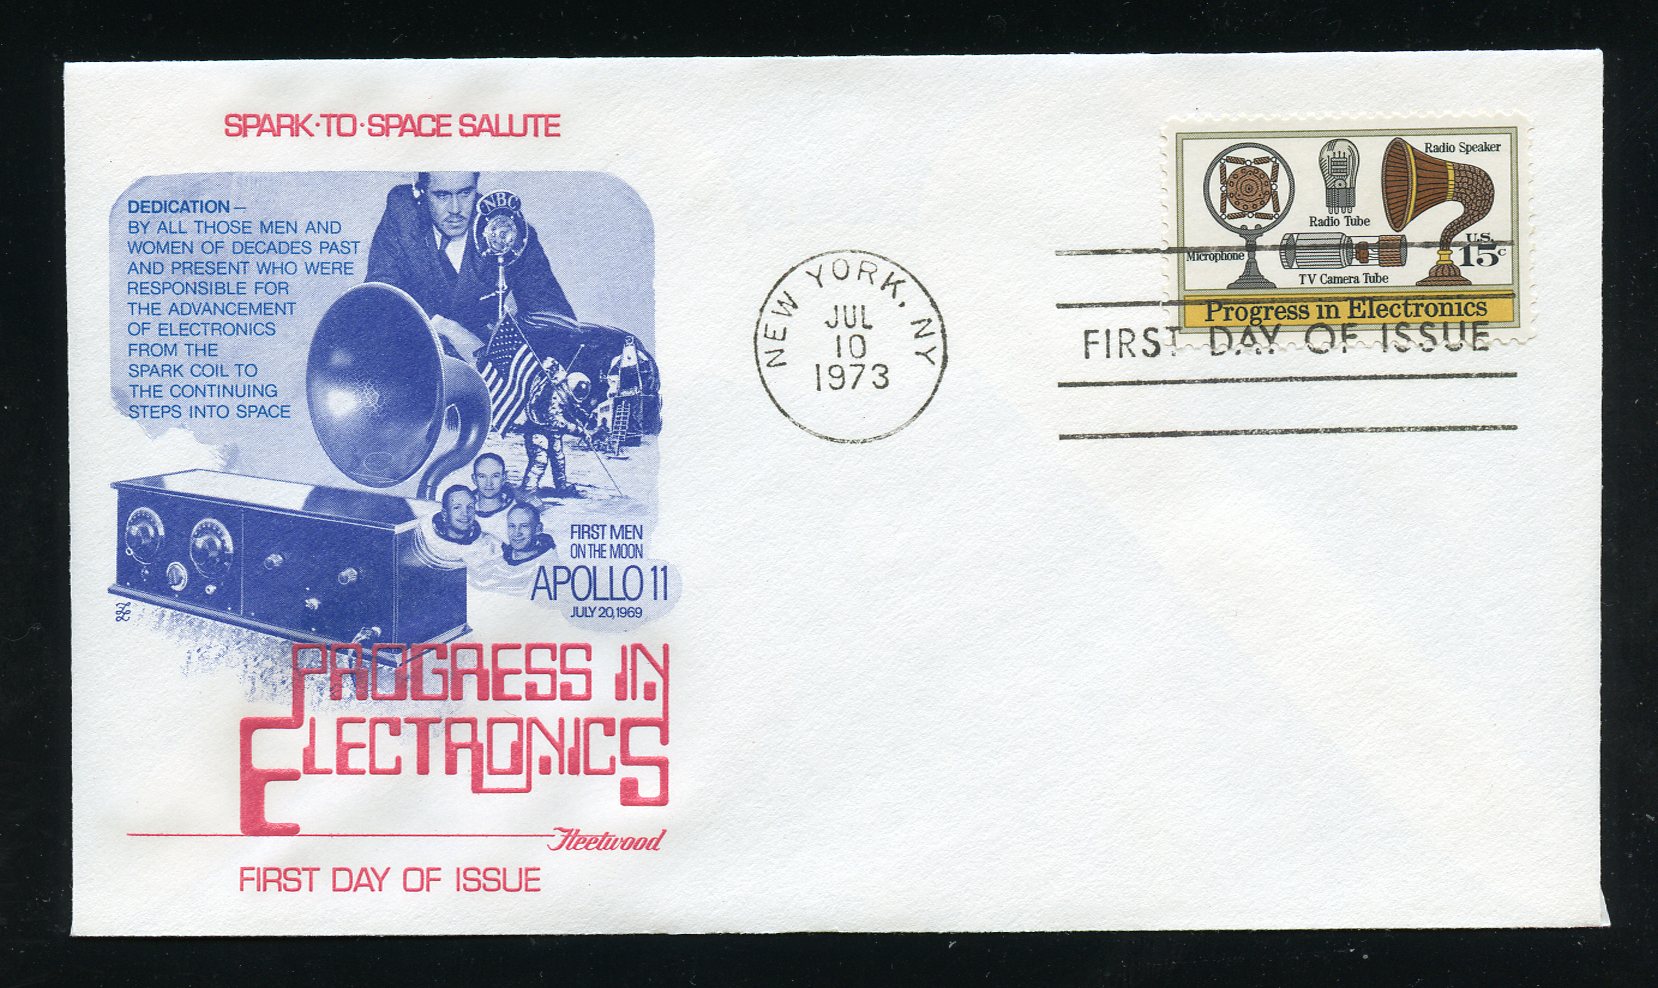 SPARK·TO·SPACE SALUTE
DEDICATION—
BY ALL THOSE MEN AND
WOMEN OF DECADES PAST
AND PRESENT WHO WERE
RESPONSIBLE FOR
THE ADVANCEMENT
OF ELECTRONICS
FROM THE
SPARK COIL TO
THE CONTINUING
STEPS INTO SPACE
NBC
FIRST MEN
ON THE MOON
APOLLO 11
JULY 20, 1969
PROGRESS IN
ELECTRONICS
Fleetwood
FIRST DAY OF ISSUE
NEW YORK, NY
JUL
10
1973
Radio Speaker
Radio Tube
Microphone
TV Camera Tube
U.S.
15c
Progress in Electronics
FIRST DAY OF ISSUE